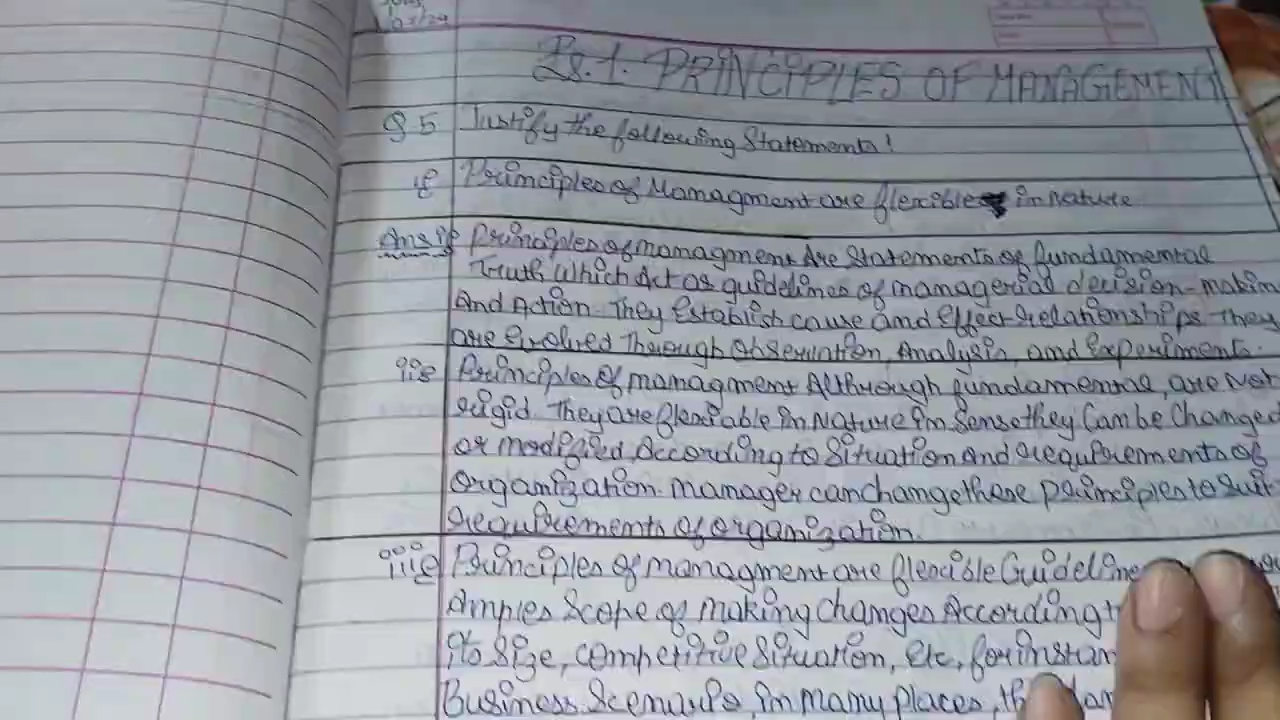 Qs.1. PRINCIPLES OF MANAGEMENT
Q 5 Justify the following Statements!
i) Principles of Managment are flexible in Nature
Ans i) Principles of managment Are Statements of fundamental
Truth Which Act as guidelines of managerial decision-makin
And Action. They Establish cause and Effect Relationships. They
are Evolved Through Observation, Analysis, and Experiments.
ii) Principles Of managment Although fundamental, are Not
rigid. They are flexiable in Nature in Sense they Can be Changed
or modified According to Situation And requirements of
organization. manager can change these principles to Suit
requirements of organization.
iii) Principles Of managment are flexible Guideline
Amples Scope of making changes According t
its Size, competitive Situation, Etc, for instan
Business Scenario, in many places, th